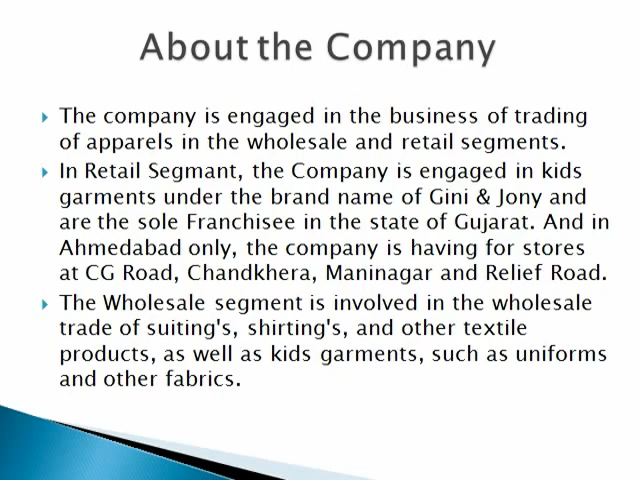 About the Company
The company is engaged in the business of trading
of apparels in the wholesale and retail segments.
In Retail Segmant, the Company is engaged in kids
garments under the brand name of Gini & Jony and
are the sole Franchisee in the state of Gujarat. And in
Ahmedabad only, the company is having for stores
at CG Road, Chandkhera, Maninagar and Relief Road.
The Wholesale segment is involved in the wholesale
trade of suiting's, shirting's, and other textile
products, as well as kids garments, such as uniforms
and other fabrics.